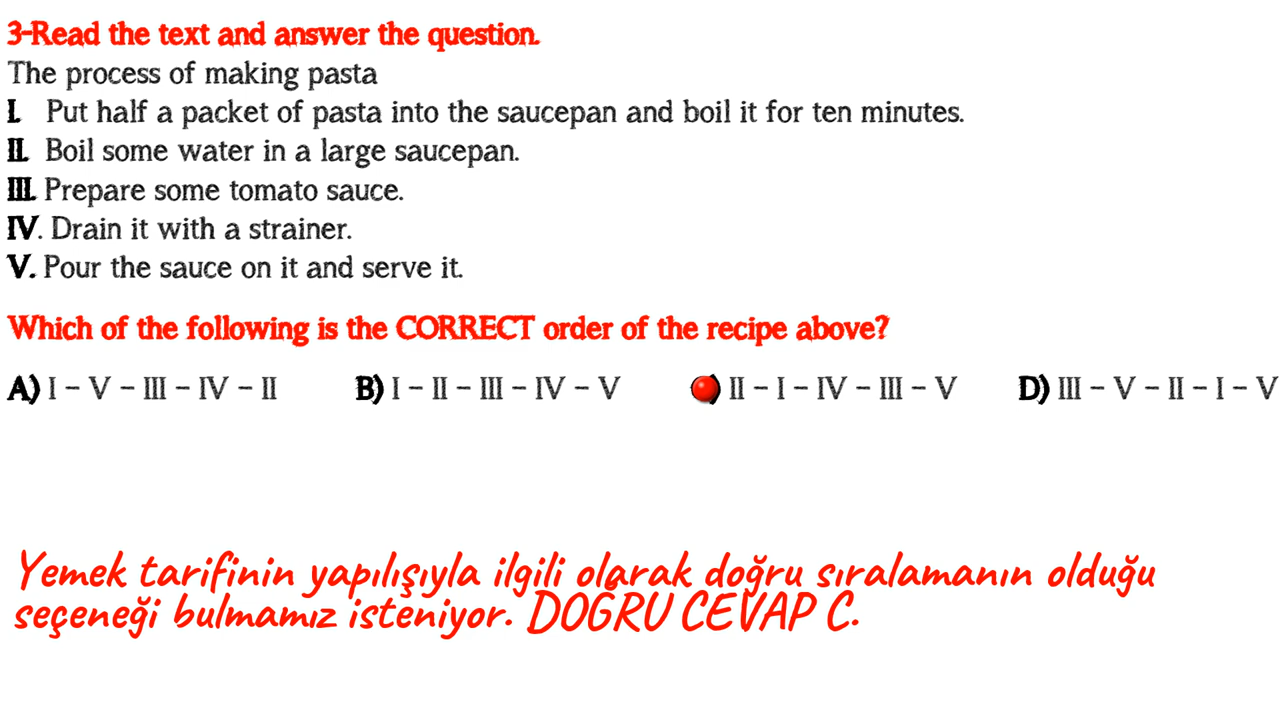 3-Read the text and answer the question.
The process of making pasta
I. Put half a packet of pasta into the saucepan and boil it for ten minutes.
II. Boil some water in a large saucepan.
III. Prepare some tomato sauce.
IV. Drain it with a strainer.
V. Pour the sauce on it and serve it.
Which of the following is the CORRECT order of the recipe above?
A) I – V – III – IV – II B) I – II – III – IV – V ) II – I – IV – III – V D) III – V – II – I – V
Yemek tarifinin yapılışıyla ilgili olarak doğru sıralamanın olduğu
seçeneği bulmamız isteniyor. DOĞRU CEVAP C.